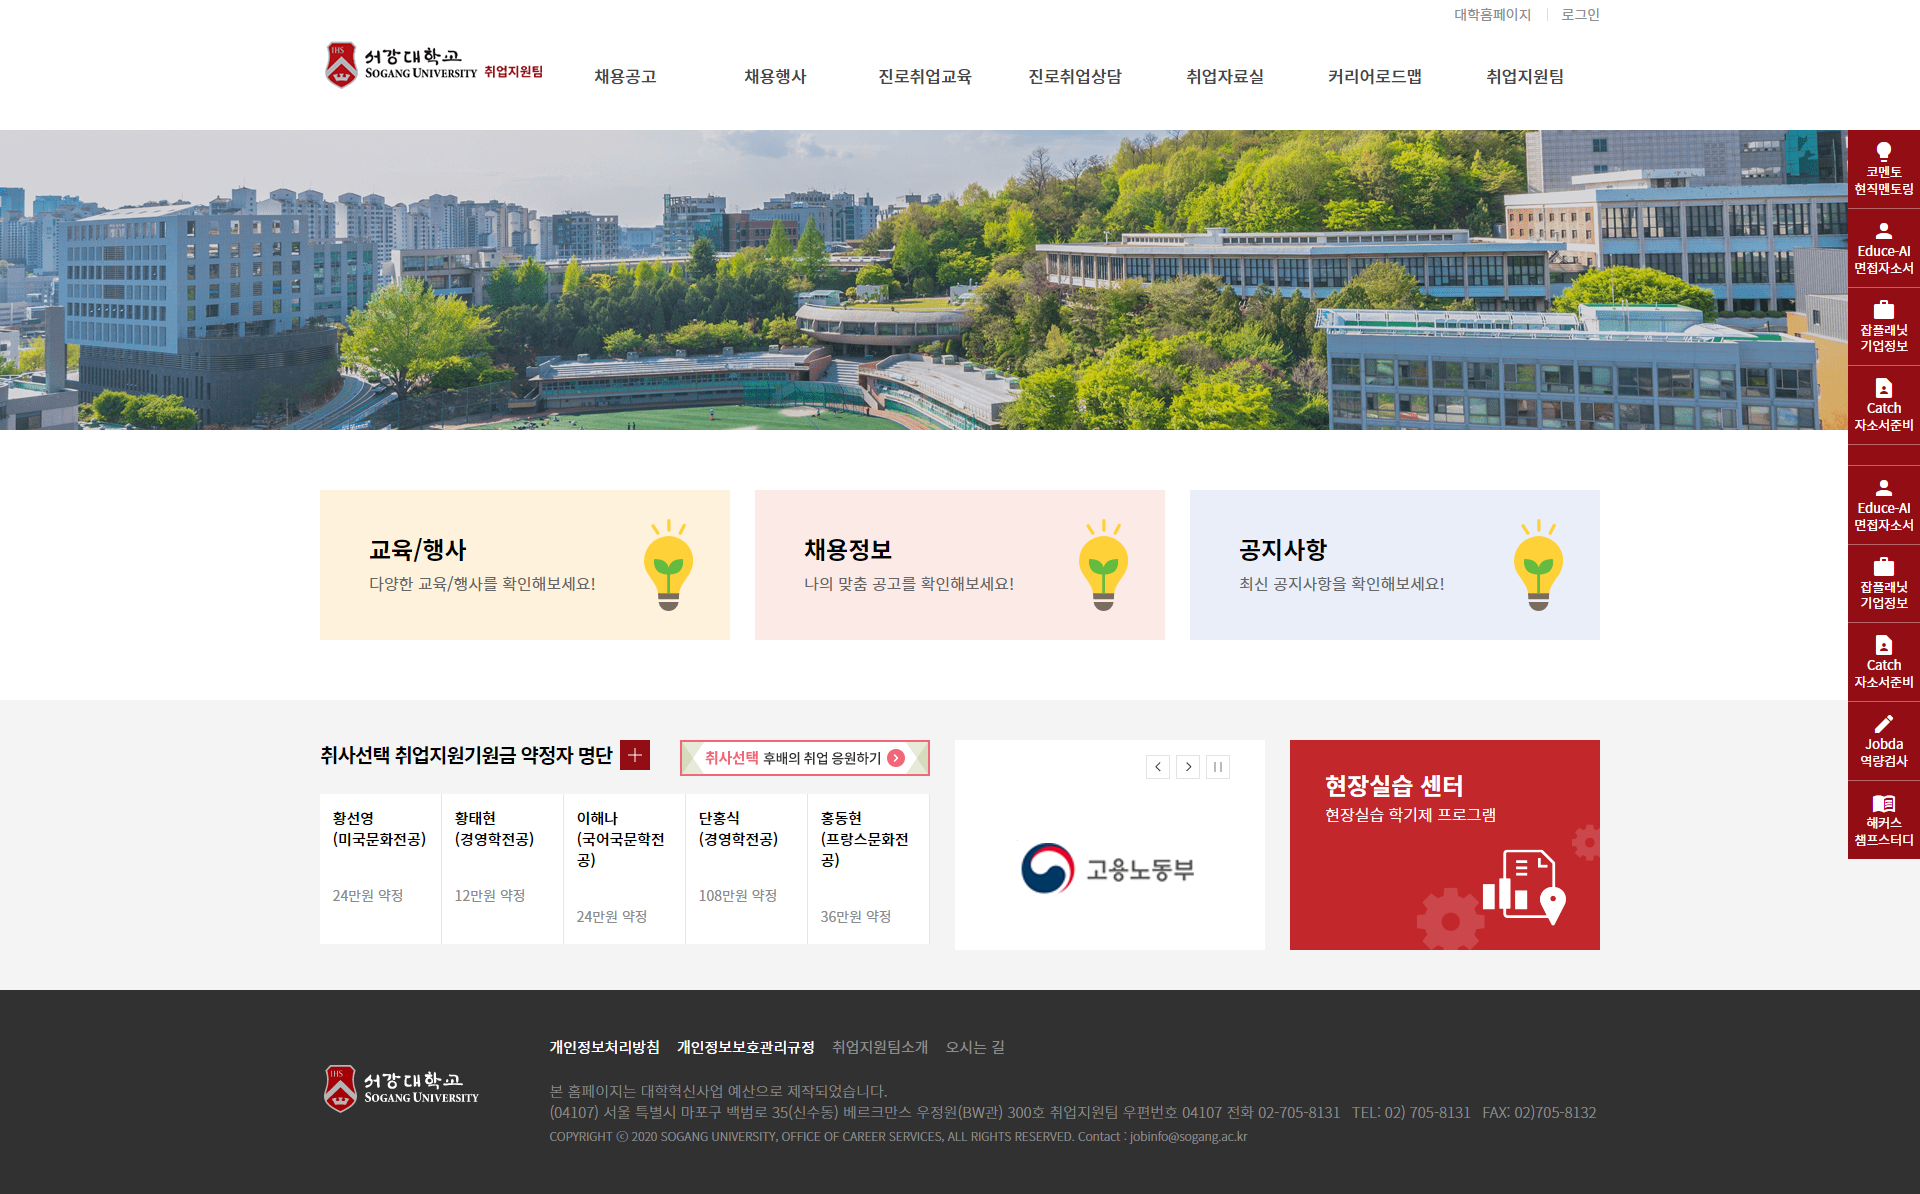 대학홈페이지
로그인
IHS
서강대학교
SOGANG UNIVERSITY 취업지원팀
채용공고
채용행사
진로취업교육
진로취업상담
취업자료실
커리어로드맵
취업지원팀
코멘토
현직멘토링
Educe-AI
면접자소서
잡플래닛
기업정보
Catch
자소서준비
Educe-AI
면접자소서
잡플래닛
기업정보
Catch
자소서준비
Jobda
역량검사
해커스
챔프스터디
교육/행사
다양한 교육/행사를 확인해보세요!
채용정보
나의 맞춤 공고를 확인해보세요!
공지사항
최신 공지사항을 확인해보세요!
취사선택 취업지원기원금 약정자 명단
취사선택 후배의 취업 응원하기
황선영
(미국문화전공)
24만원 약정
황태현
(경영학전공)
12만원 약정
이해나
(국어국문학전
공)
24만원 약정
단홍식
(경영학전공)
108만원 약정
홍동현
(프랑스문화전
공)
36만원 약정
고용노동부
현장실습 센터
현장실습 학기제 프로그램
IHS
서강대학교
SOGANG UNIVERSITY
개인정보처리방침 개인정보보호관리규정 취업지원팀소개 오시는 길
본 홈페이지는 대학혁신사업 예산으로 제작되었습니다.
(04107) 서울 특별시 마포구 백범로 35(신수동) 베르크만스 우정원(BW관) 300호 취업지원팀 우편번호 04107 전화 02-705-8131 TEL: 02) 705-8131 FAX: 02)705-8132
COPYRIGHT ⓒ 2020 SOGANG UNIVERSITY, OFFICE OF CAREER SERVICES, ALL RIGHTS RESERVED. Contact : jobinfo@sogang.ac.kr